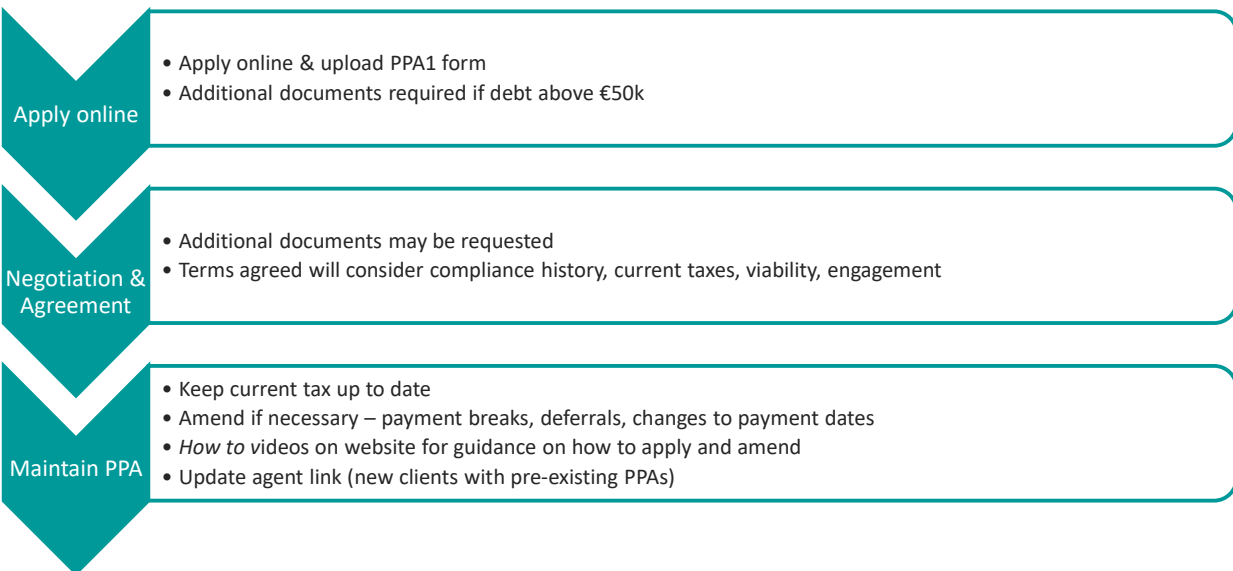 Apply online
• Apply online & upload PPA1 form
• Additional documents required if debt above €50k
Negotiation &
Agreement
• Additional documents may be requested
• Terms agreed will consider compliance history, current taxes, viability, engagement
Maintain PPA
• Keep current tax up to date
• Amend if necessary – payment breaks, deferrals, changes to payment dates
• How to videos on website for guidance on how to apply and amend
• Update agent link (new clients with pre-existing PPAs)